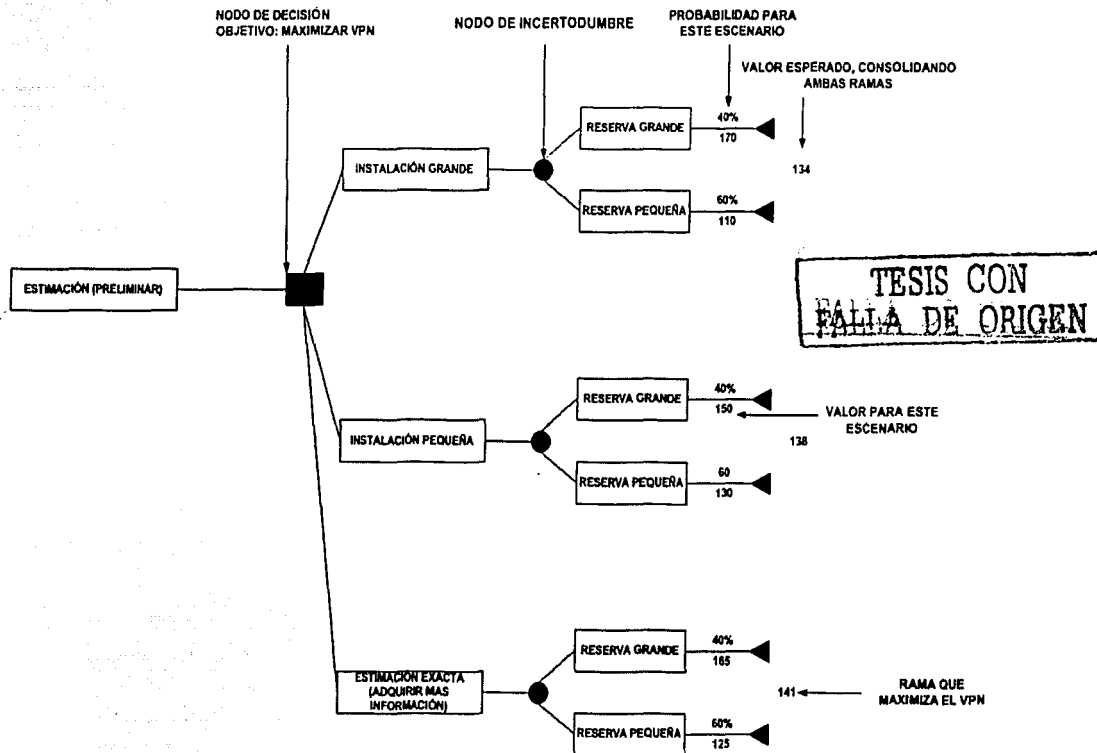 NODO DE DECISIÓN
OBJETIVO: MAXIMIZAR VPN
NODO DE INCERTODUMBRE
PROBABILIDAD PARA
ESTE ESCENARIO
VALOR ESPERADO, CONSOLIDANDO
AMBAS RAMAS
RESERVA GRANDE
40%
170
INSTALACIÓN GRANDE
134
RESERVA PEQUEÑA
60%
110
ESTIMACIÓN (PRELIMINAR)
TESIS CON
FALLA DE ORIGEN
RESERVA GRANDE
40%
150
VALOR PARA ESTE
ESCENARIO
INSTALACIÓN PEQUEÑA
138
RESERVA PEQUEÑA
60
130
RESERVA GRANDE
40%
165
ESTIMACIÓN EXACTA
(ADQUIRIR MAS
INFORMACIÓN)
141
RAMA QUE
MAXIMIZA EL VPN
RESERVA PEQUEÑA
60%
125